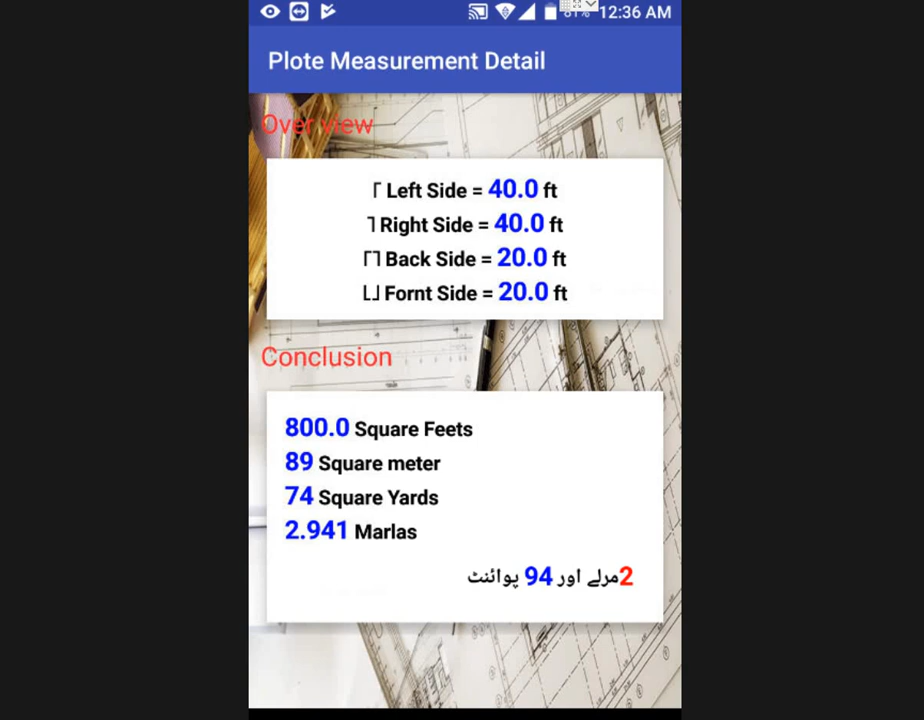 12:36 AM
Plote Measurement Detail
Over view
Left Side = 40.0 ft
Right Side = 40.0 ft
Back Side = 20.0 ft
Fornt Side = 20.0 ft
Conclusion
800.0 Square Feets
89 Square meter
74 Square Yards
2.941 Marlas
2مرلے اور 94 پوائنٹ